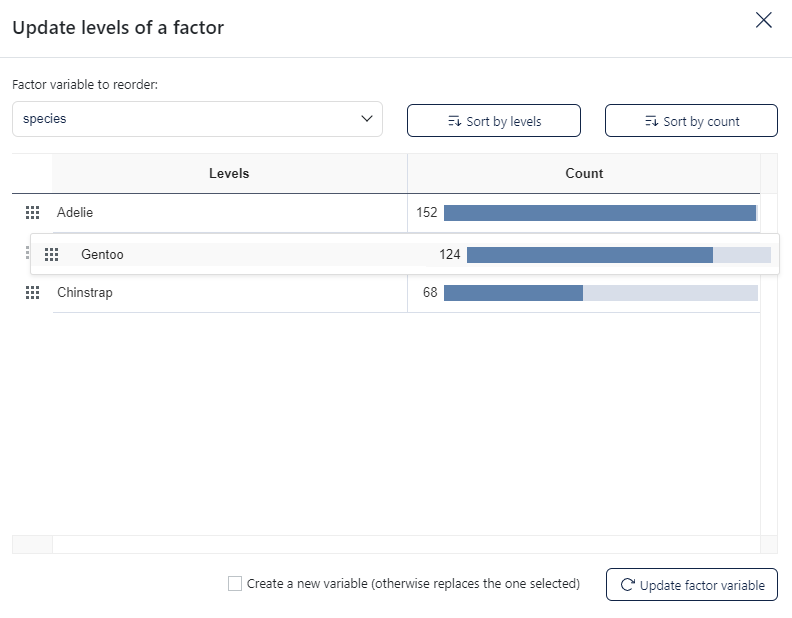 Update levels of a factor
Factor variable to reorder:
species
Sort by levels
Sort by count
Levels Count
Adelie 152
Gentoo 124
Chinstrap 68
Create a new variable (otherwise replaces the one selected)
Update factor variable